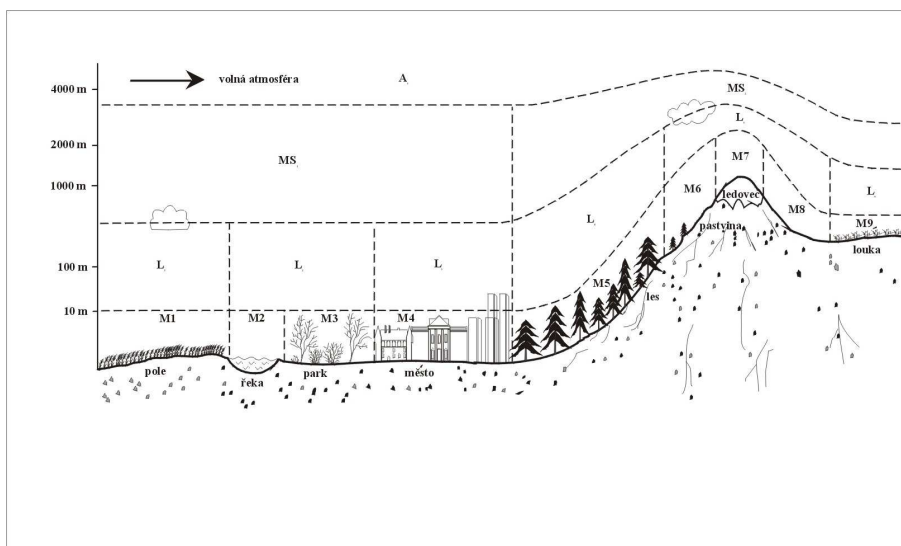 volná atmosféra
A
4000 m
MS
L
2000 m
MS
M7
1000 m
M6
ledovec
L
M8
M9
pastvina
L
louka
100 m
L
L
L
M5
les
10 m
M1
M2
M3
M4
pole
řeka
park
město